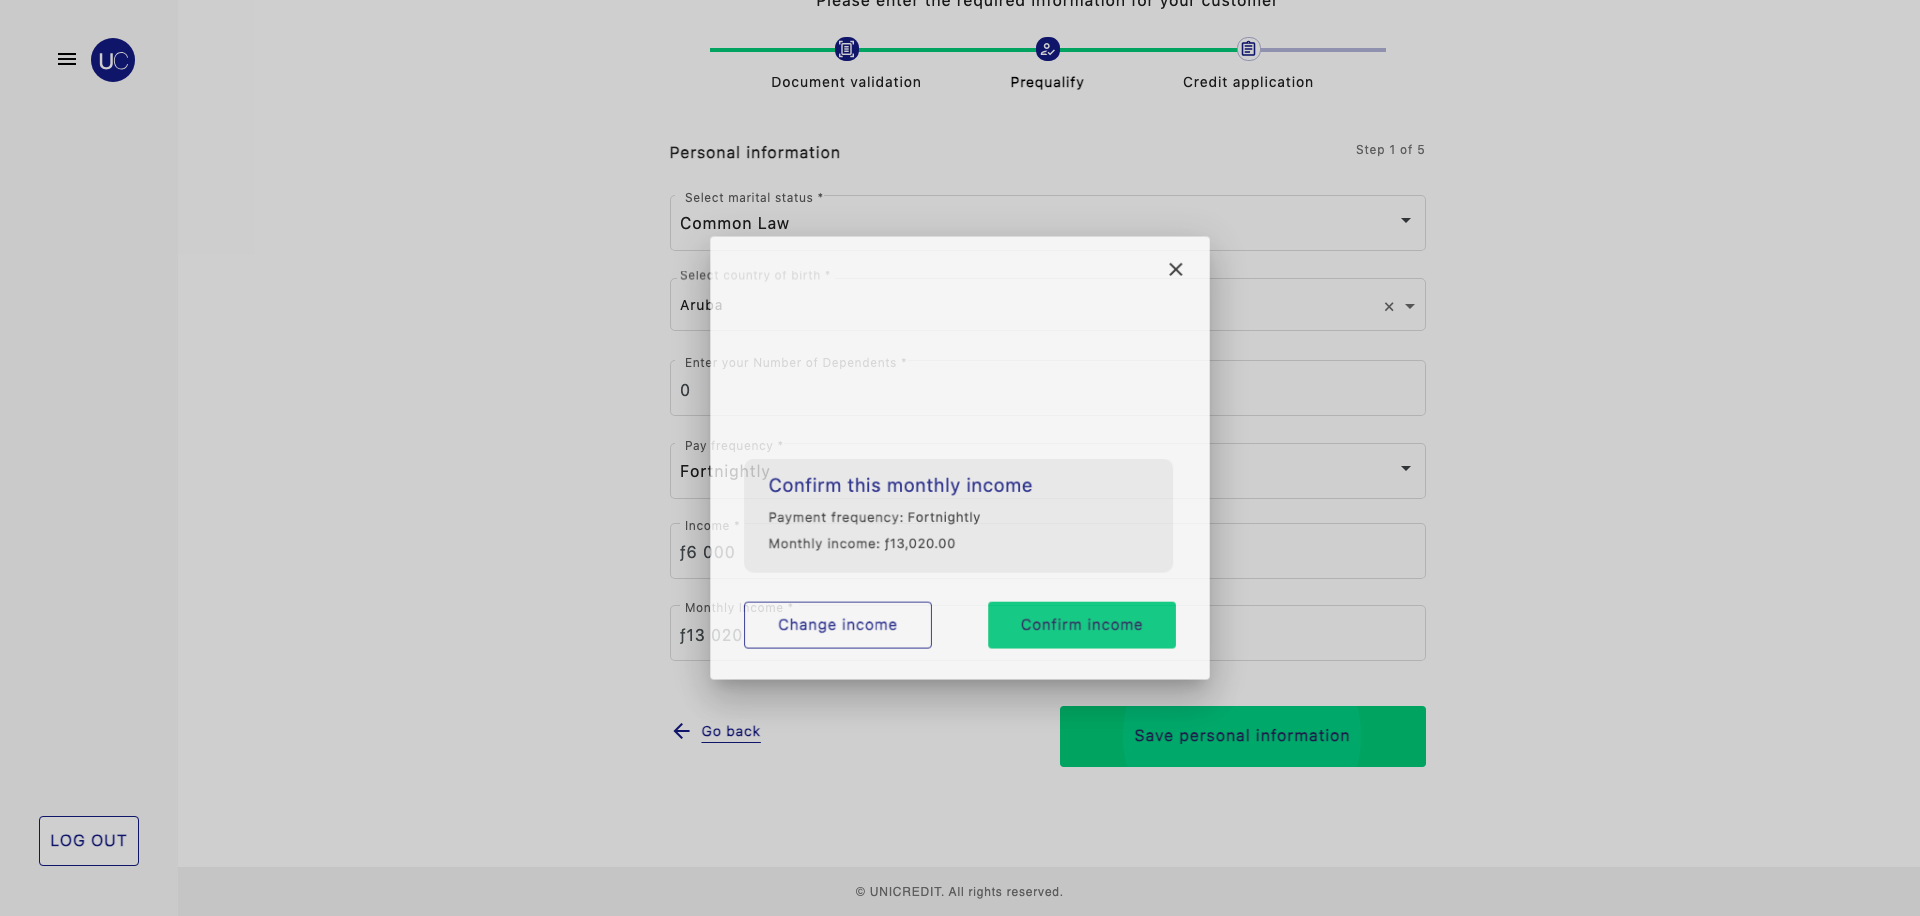 Please enter the required information for your customer
UC
Document validation
Prequalify
Credit application
Personal information
Step 1 of 5
Select marital status *
Common Law
Select country of birth *
Aruba
Enter your Number of Dependents *
0
Pay frequency *
Fortnightly
Confirm this monthly income
Payment frequency: Fortnightly
Income *
Monthly income: ƒ13,020.00
ƒ6 000
Monthly income *
Change income
Confirm income
ƒ13 020
Go back
Save personal information
LOG OUT
© UNICREDIT. All rights reserved.